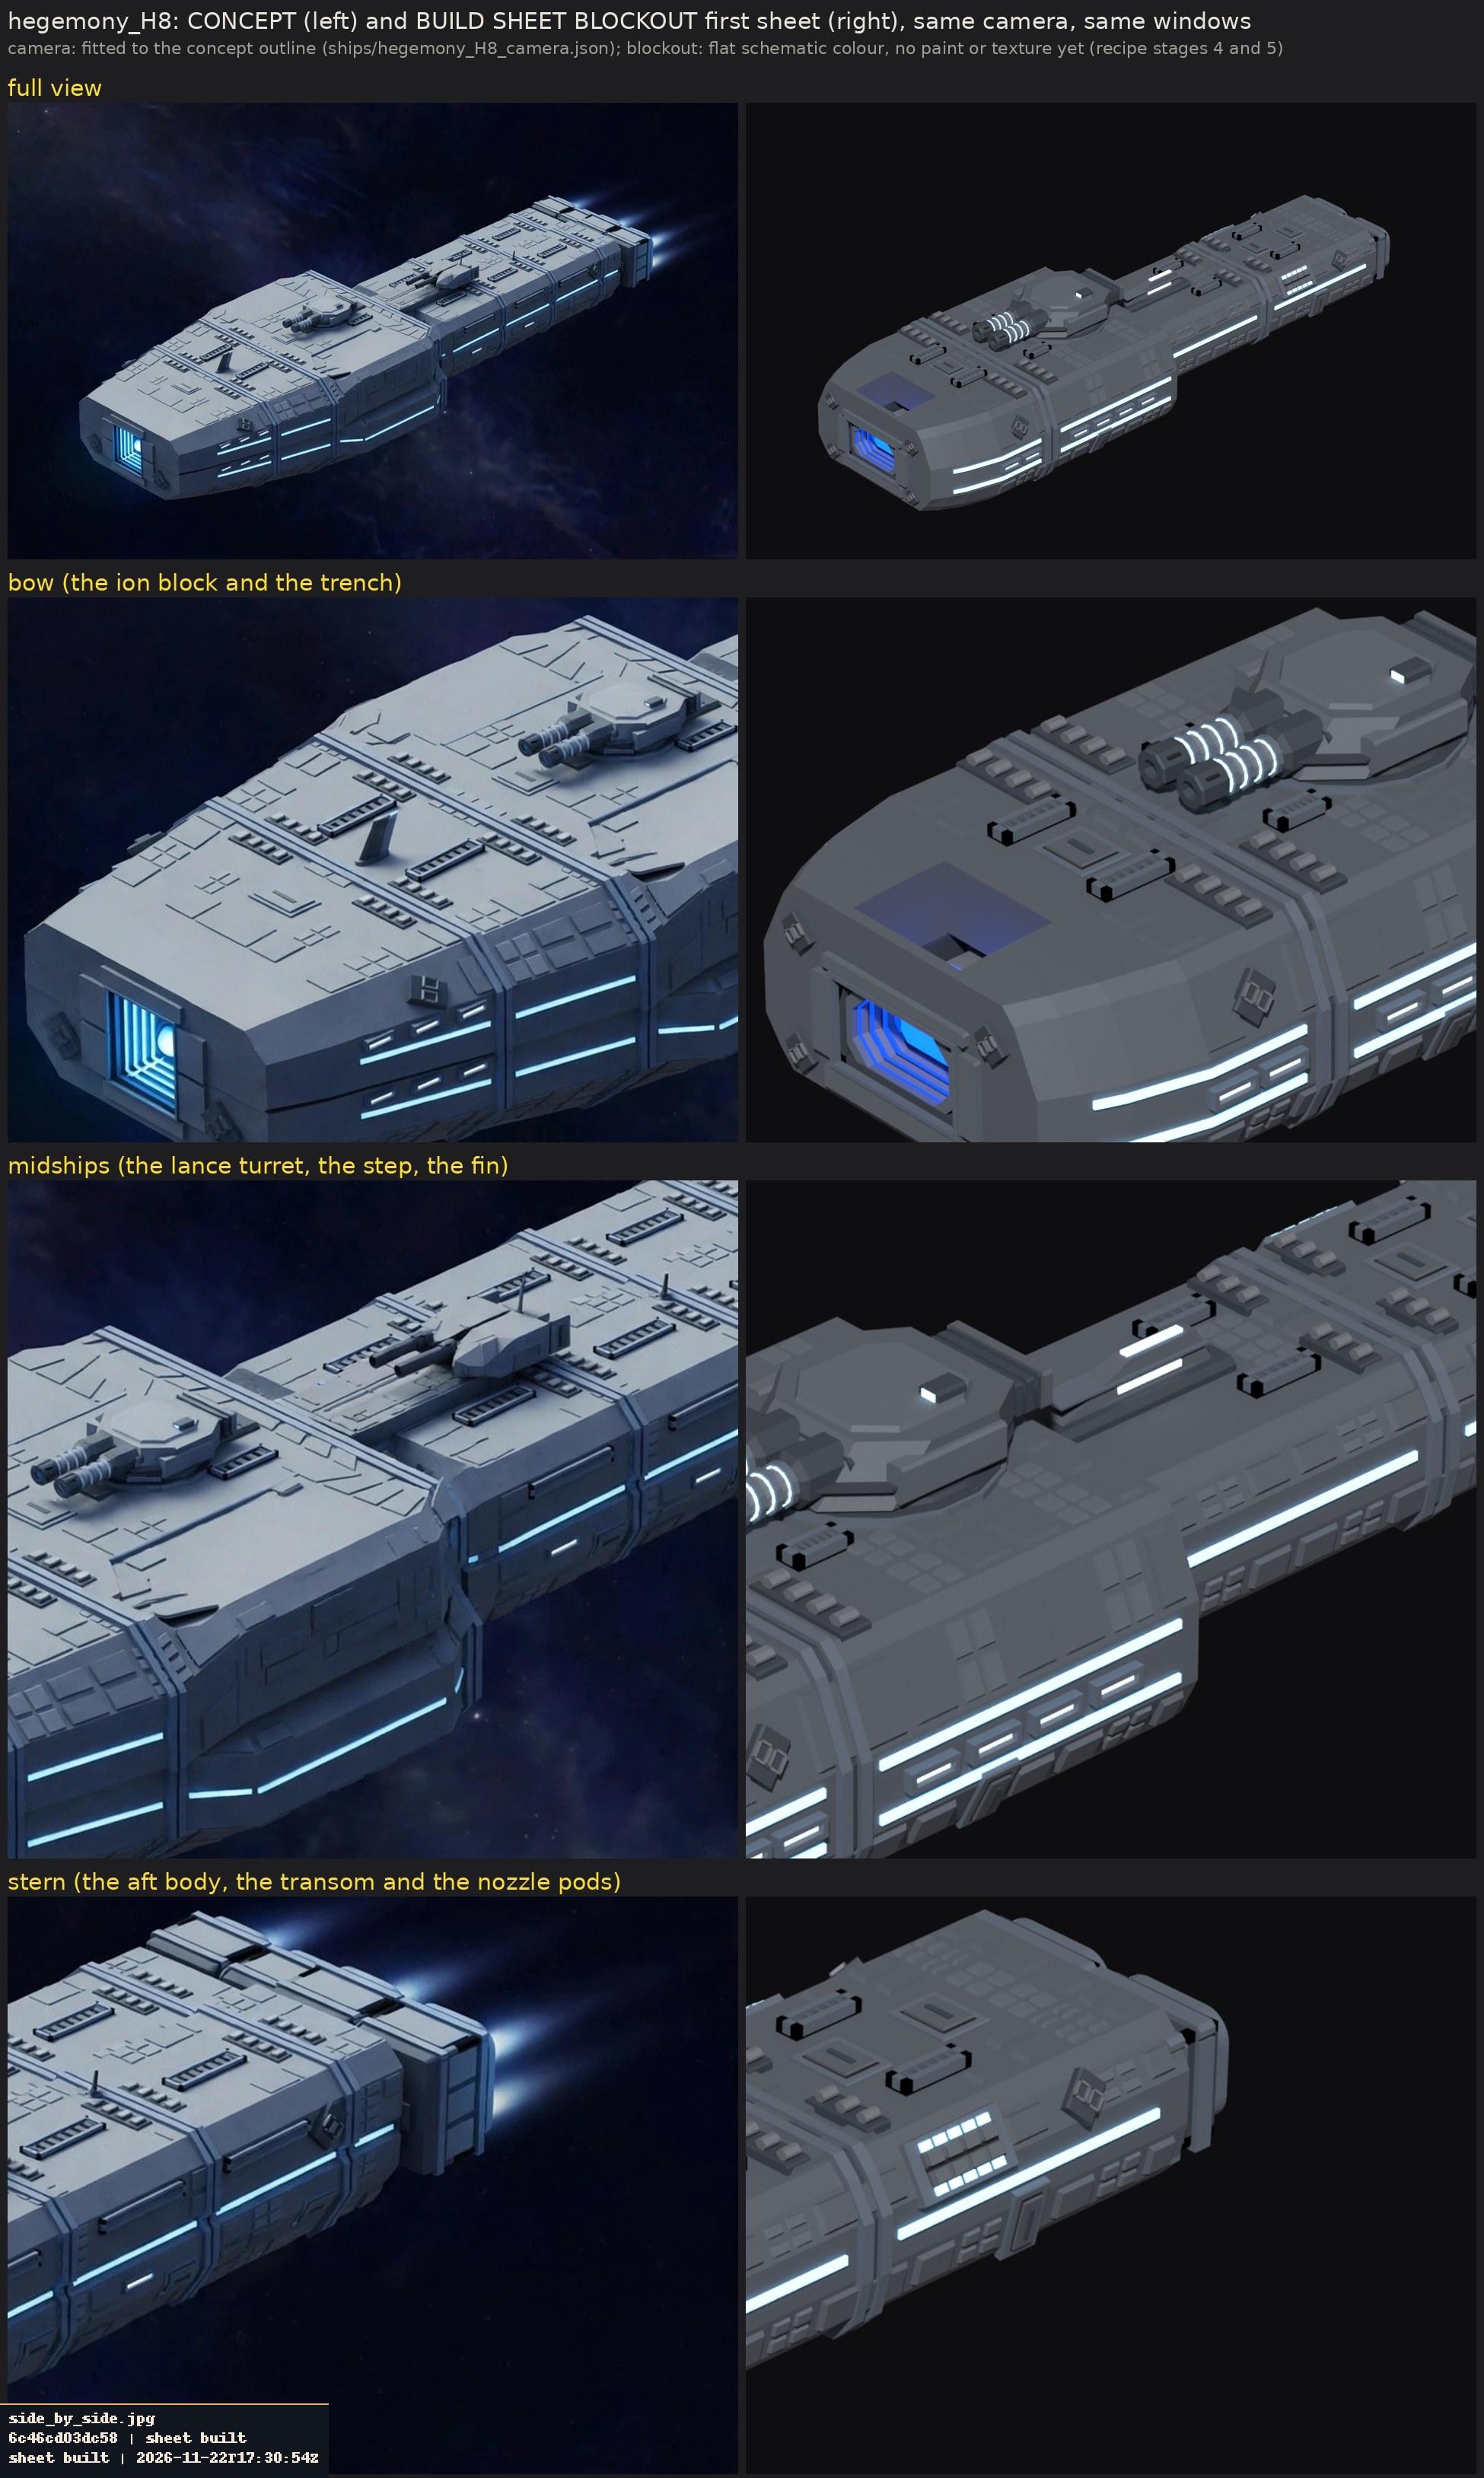 hegemony_H8: CONCEPT (left) and BUILD SHEET BLOCKOUT first sheet (right), same camera, same windows
camera: fitted to the concept outline (ships/hegemony_H8_camera.json); blockout: flat schematic colour, no paint or texture yet (recipe stages 4 and 5)
full view
bow (the ion block and the trench)
midships (the lance turret, the step, the fin)
stern (the aft body, the transom and the nozzle pods)
side_by_side.jpg
6c46cd03dc58 | sheet built
sheet built | 2026-11-22T17:30:54Z